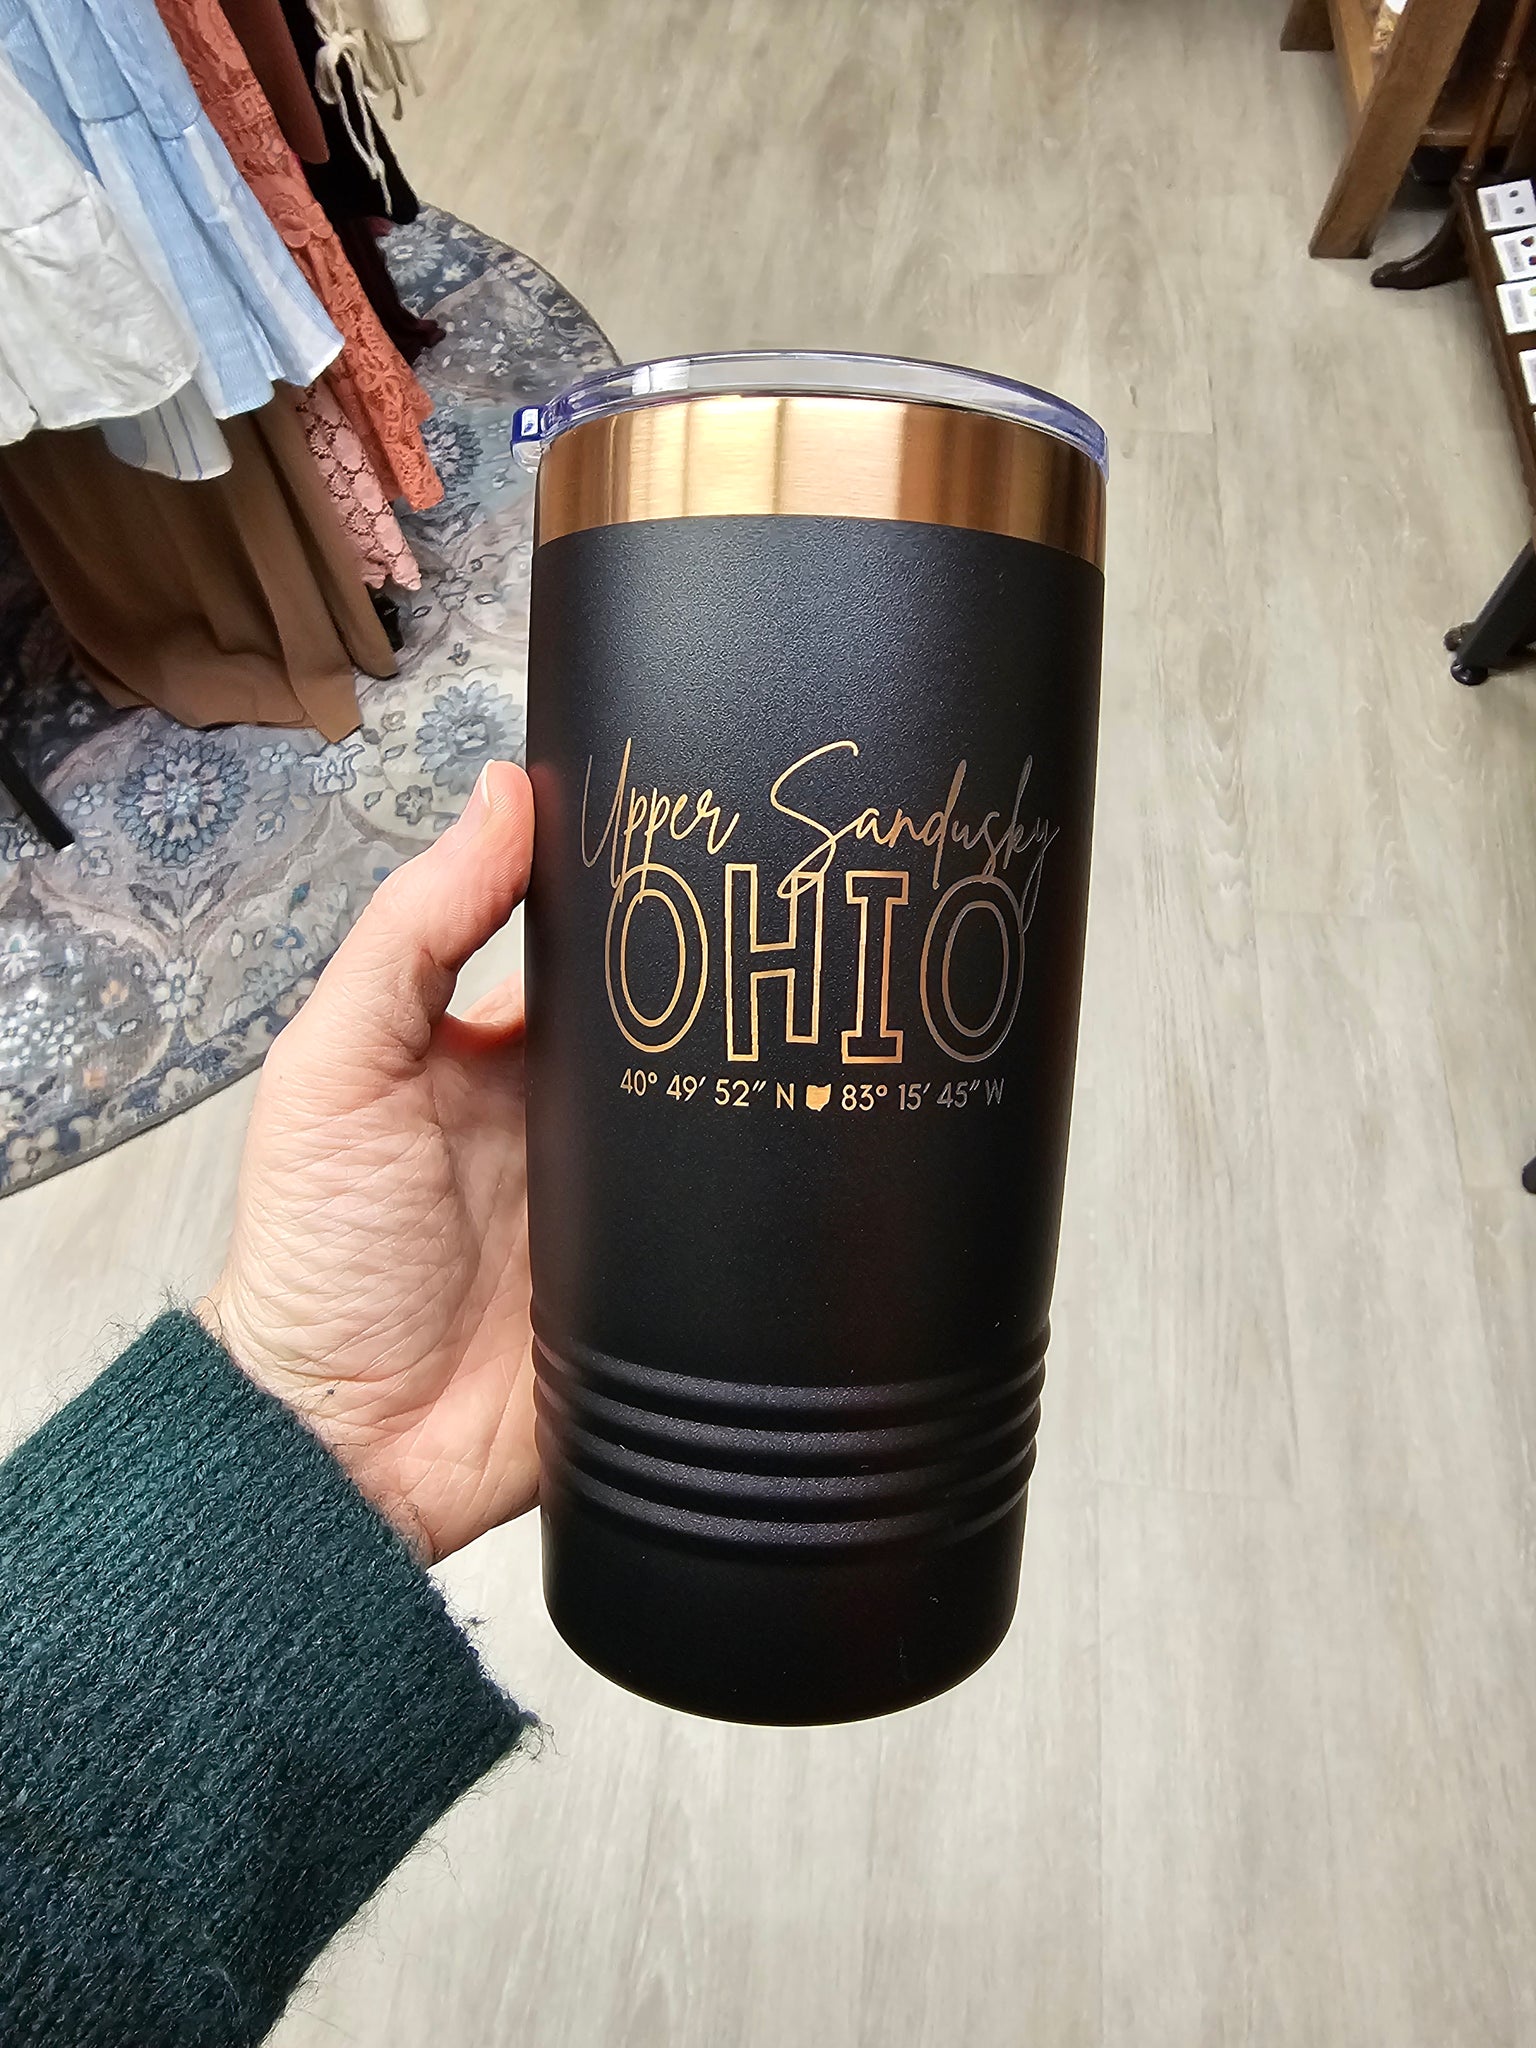 Upper Sandusky
OHIO
40° 49' 52" N 83° 15' 45" W